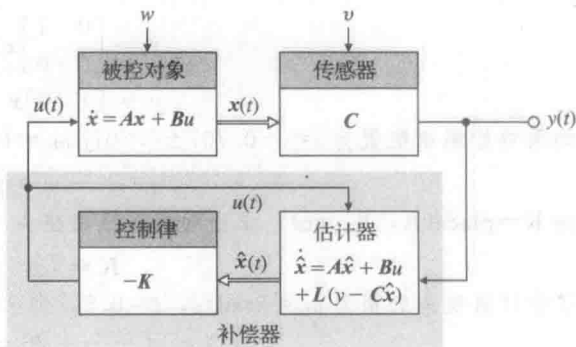 w
υ
被控对象
传感器
u(t)
ẋ = Ax + Bu
x(t)
C
y(t)
u(t)
控制律
估计器
-K
x̂(t)
x̂̇ = Ax̂ + Bu
+ L(y - Cx̂)
补偿器